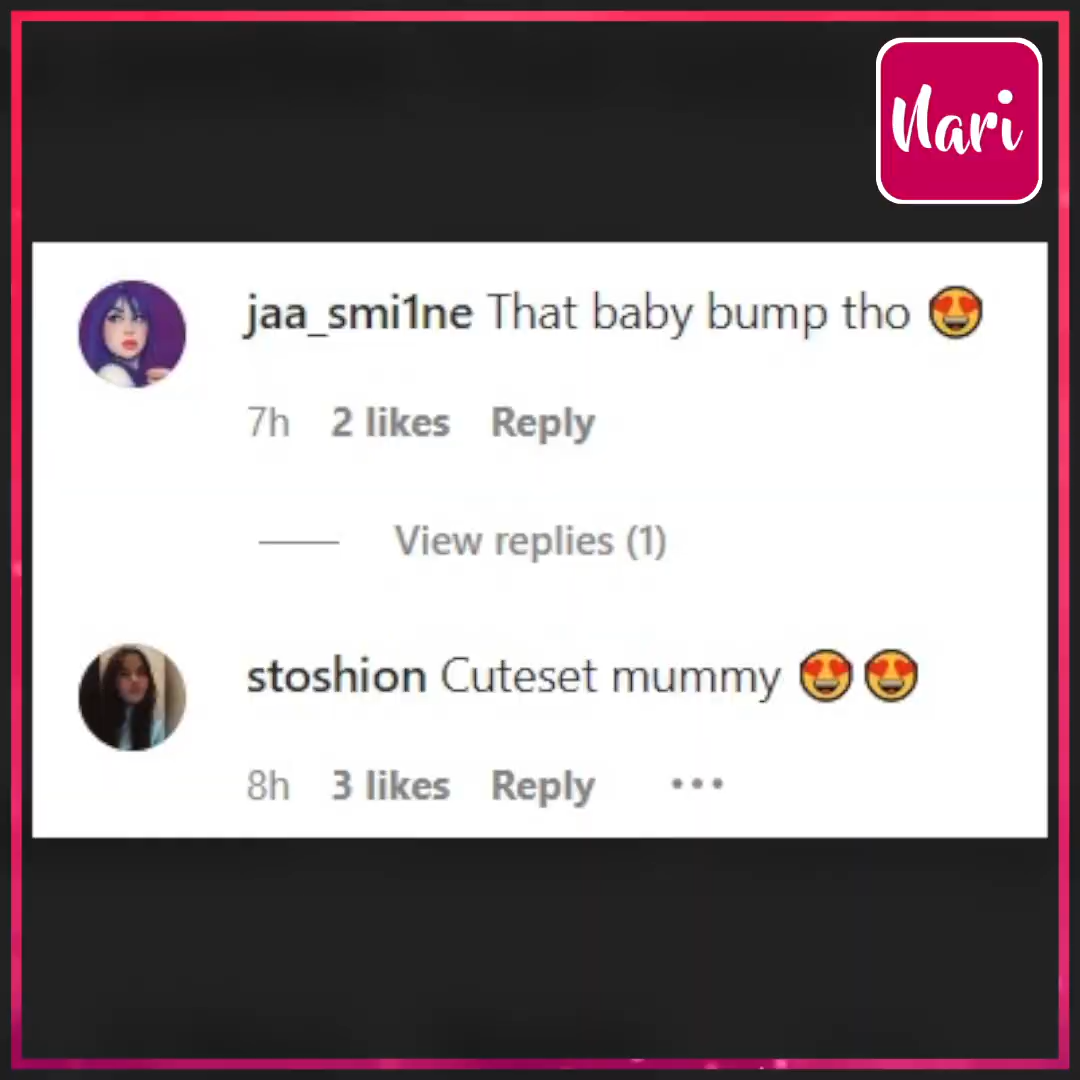 Nari
jaa_smi1ne That baby bump tho 😍
7h 2 likes Reply
View replies (1)
stoshion Cuteset mummy 😍😍
8h 3 likes Reply •••